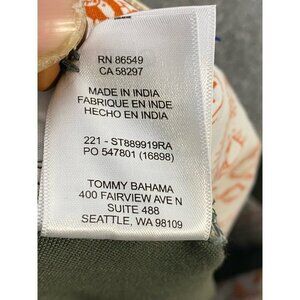 RN 86549
CA 58297
MADE IN INDIA
FABRIQUE EN INDE
HECHO EN INDIA
221 - ST889919RA
PO 547801 (16898)
TOMMY BAHAMA
400 FAIRVIEW AVE N
SUITE 488
SEATTLE, WA 98109